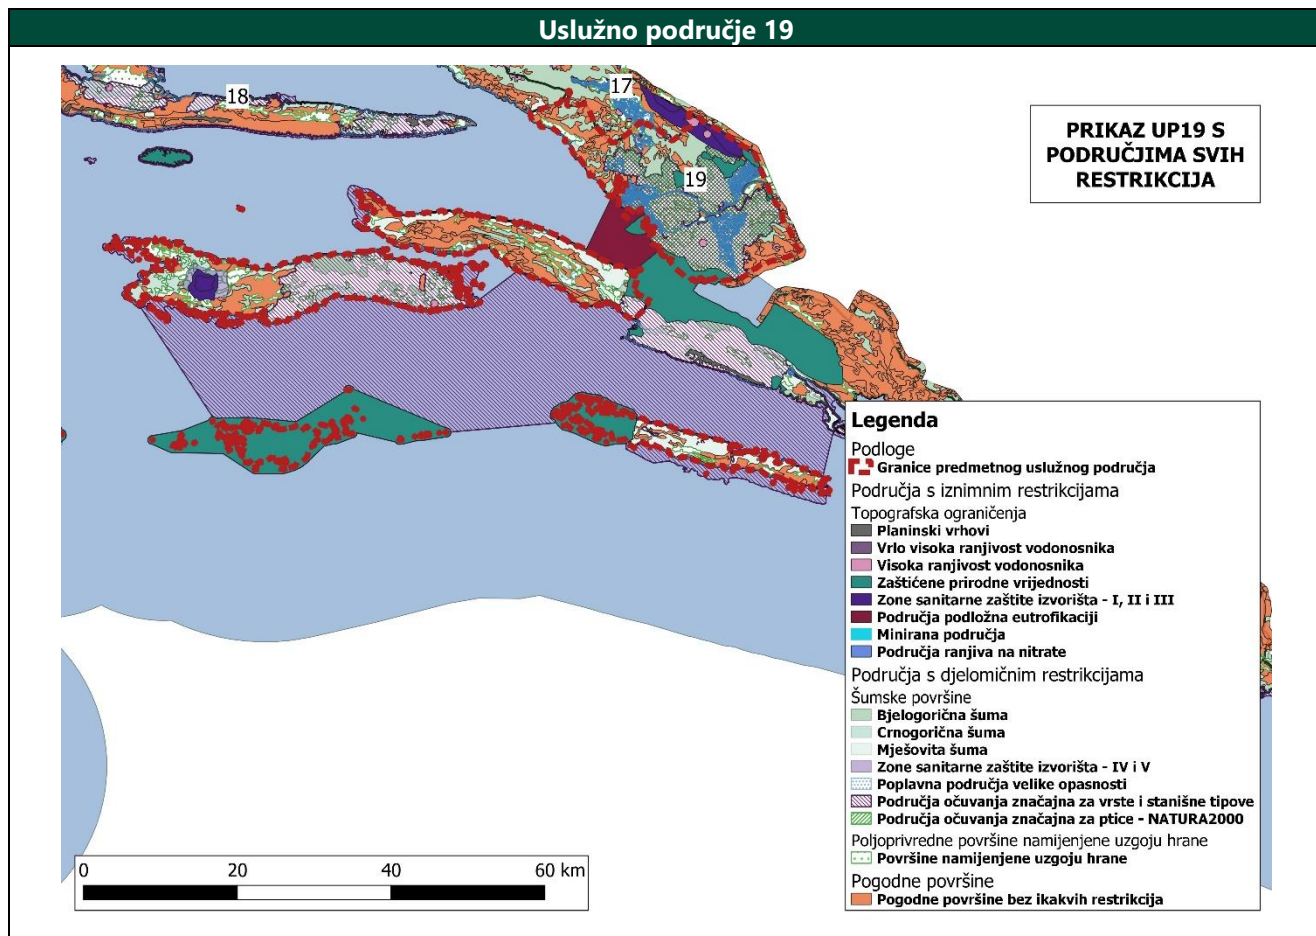 Uslužno područje 19
17
18
19
PRIKAZ UP19 S
PODRUČJIMA SVIH
RESTRIKCIJA
Legenda
Podloge
Granice predmetnog uslužnog područja
Područja s iznimnim restrikcijama
Topografska ograničenja
Planinski vrhovi
Vrlo visoka ranjivost vodonosnika
Visoka ranjivost vodonosnika
Zaštićene prirodne vrijednosti
Zone sanitarne zaštite izvorišta - I, II i III
Područja podložna eutrofikaciji
Minirana područja
Područja ranjiva na nitrate
Područja s djelomičnim restrikcijama
Šumske površine
Bjelogorična šuma
Crnogorična šuma
Mješovita šuma
Zone sanitarne zaštite izvorišta - IV i V
Poplavna područja velike opasnosti
Područja očuvanja značajna za vrste i stanišne tipove
Područja očuvanja značajna za ptice - NATURA2000
Poljoprivredne površine namijenjene uzgoju hrane
Površine namijenjene uzgoju hrane
Pogodne površine
Pogodne površine bez ikakvih restrikcija
0 20 40 60 km